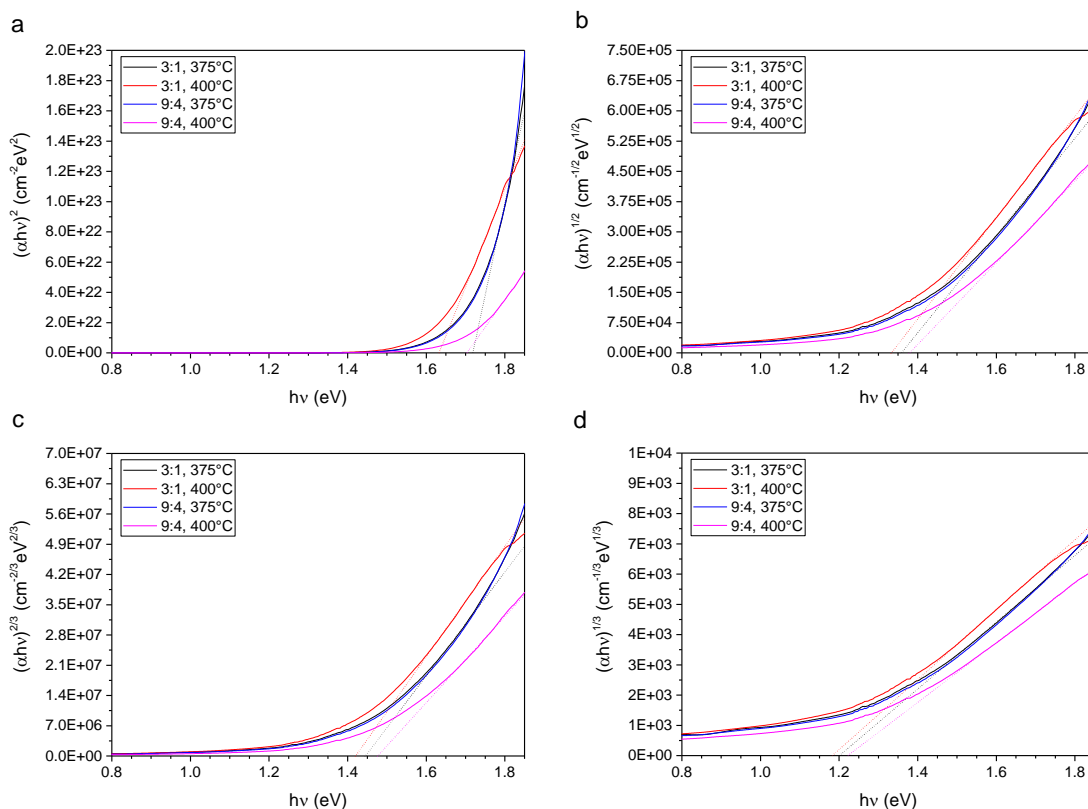 a
2.0E+23
1.8E+23
1.6E+23
1.4E+23
1.2E+23
1.0E+23
8.0E+22
6.0E+22
4.0E+22
2.0E+22
0.0E+00
(αhν)² (cm⁻²eV²)
3:1, 375°C
3:1, 400°C
9:4, 375°C
9:4, 400°C
0.8 1.0 1.2 1.4 1.6 1.8
hν (eV)
b
7.50E+05
6.75E+05
6.00E+05
5.25E+05
4.50E+05
3.75E+05
3.00E+05
2.25E+05
1.50E+05
7.50E+04
0.00E+00
(αhν)^1/2 (cm^-1/2eV^1/2)
3:1, 375°C
3:1, 400°C
9:4, 375°C
9:4, 400°C
0.8 1.0 1.2 1.4 1.6 1.8
hν (eV)
c
7.0E+07
6.3E+07
5.6E+07
4.9E+07
4.2E+07
3.5E+07
2.8E+07
2.1E+07
1.4E+07
7.0E+06
0.0E+00
(αhν)^2/3 (cm^-2/3eV^2/3)
3:1, 375°C
3:1, 400°C
9:4, 375°C
9:4, 400°C
0.8 1.0 1.2 1.4 1.6 1.8
hν (eV)
d
1E+04
9E+03
8E+03
7E+03
6E+03
5E+03
4E+03
3E+03
2E+03
1E+03
0E+00
(αhν)^1/3 (cm^-1/3eV^1/3)
3:1, 375°C
3:1, 400°C
9:4, 375°C
9:4, 400°C
0.8 1.0 1.2 1.4 1.6 1.8
hν (eV)